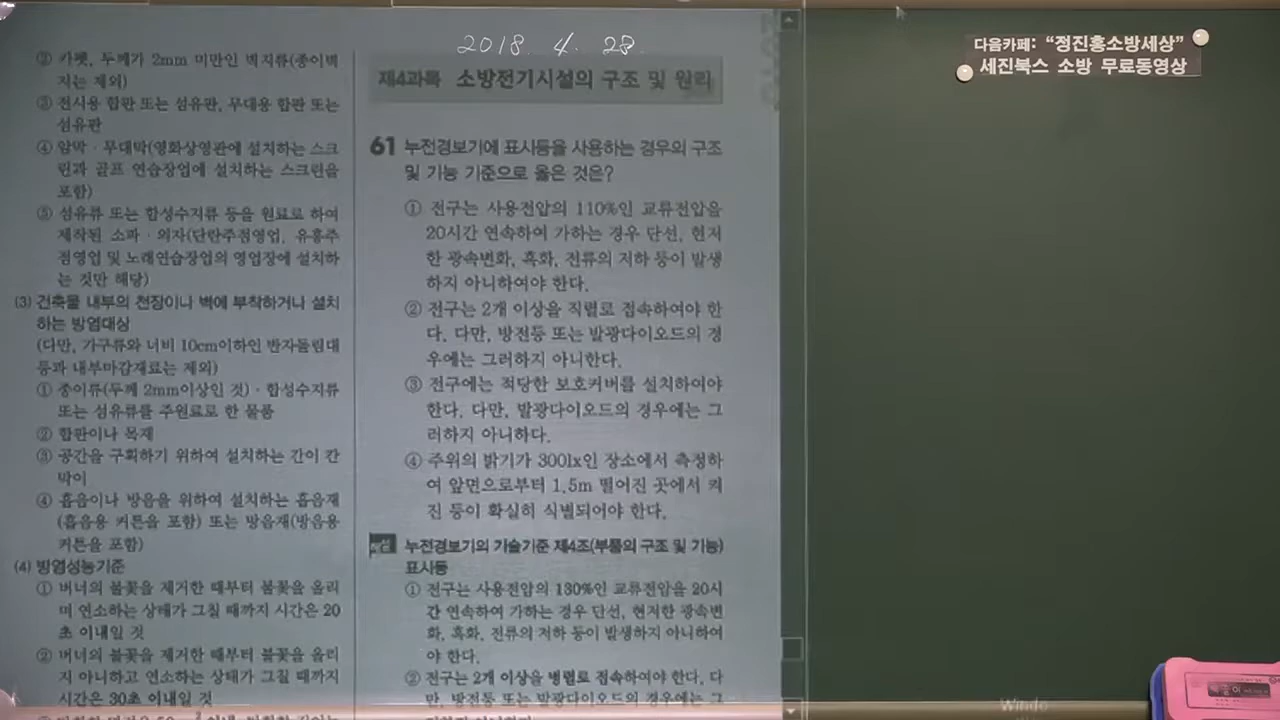 ② 카펫, 두께가 2mm 미만인 벽지류(종이벽
지는 제외)
③ 전시용 합판 또는 섬유판, 무대용 합판 또는
섬유판
④ 암막·무대막(영화상영관에 설치하는 스크
린과 골프 연습장업에 설치하는 스크린을
포함)
⑤ 섬유류 또는 합성수지류 등을 원료로 하여
제작된 소파·의자(단란주점영업, 유흥주
점영업 및 노래연습장업의 영업장에 설치하
는 것만 해당)
(3) 건축물 내부의 천장이나 벽에 부착하거나 설치
하는 방염대상
(다만, 가구류와 너비 10cm이하인 반자돌림대
등과 내부마감재료는 제외)
① 종이류(두께 2mm이상인 것)·합성수지류
또는 섬유류를 주원료로 한 물품
② 합판이나 목재
③ 공간을 구획하기 위하여 설치하는 간이 칸
막이
④ 흡음이나 방음을 위하여 설치하는 흡음재
(흡음용 커튼을 포함) 또는 방음재(방음용
커튼을 포함)
(4) 방염성능기준
① 버너의 불꽃을 제거한 때부터 불꽃을 올리
며 연소하는 상태가 그칠 때까지 시간은 20
초 이내일 것
② 버너의 불꽃을 제거한 때부터 불꽃을 올리
지 아니하고 연소하는 상태가 그칠 때까지
시간은 30초 이내일 것
2018. 4. 28.
제4과목 소방전기시설의 구조 및 원리
61 누전경보기에 표시등을 사용하는 경우의 구조
및 기능 기준으로 옳은 것은?
① 전구는 사용전압의 110%인 교류전압을
20시간 연속하여 가하는 경우 단선, 현저
한 광속변화, 흑화, 전류의 저하 등이 발생
하지 아니하여야 한다.
② 전구는 2개 이상을 직렬로 접속하여야 한
다. 다만, 방전등 또는 발광다이오드의 경
우에는 그러하지 아니한다.
③ 전구에는 적당한 보호커버를 설치하여야
한다. 다만, 발광다이오드의 경우에는 그
러하지 아니하다.
④ 주위의 밝기가 300lx인 장소에서 측정하
여 앞면으로부터 1.5m 떨어진 곳에서 켜
진 등이 확실히 식별되어야 한다.
해설 누전경보기의 기술기준 제4조(부품의 구조 및 기능)
표시등
① 전구는 사용전압의 130%인 교류전압을 20시
간 연속하여 가하는 경우 단선, 현저한 광속변
화, 흑화, 전류의 저하 등이 발생하지 아니하여
야 한다.
② 전구는 2개 이상을 병렬로 접속하여야 한다. 다
만, 방전등 또는 발광다이오드의 경우에는 그
다음카페: "정진홍소방세상"
세진북스 소방 무료동영상